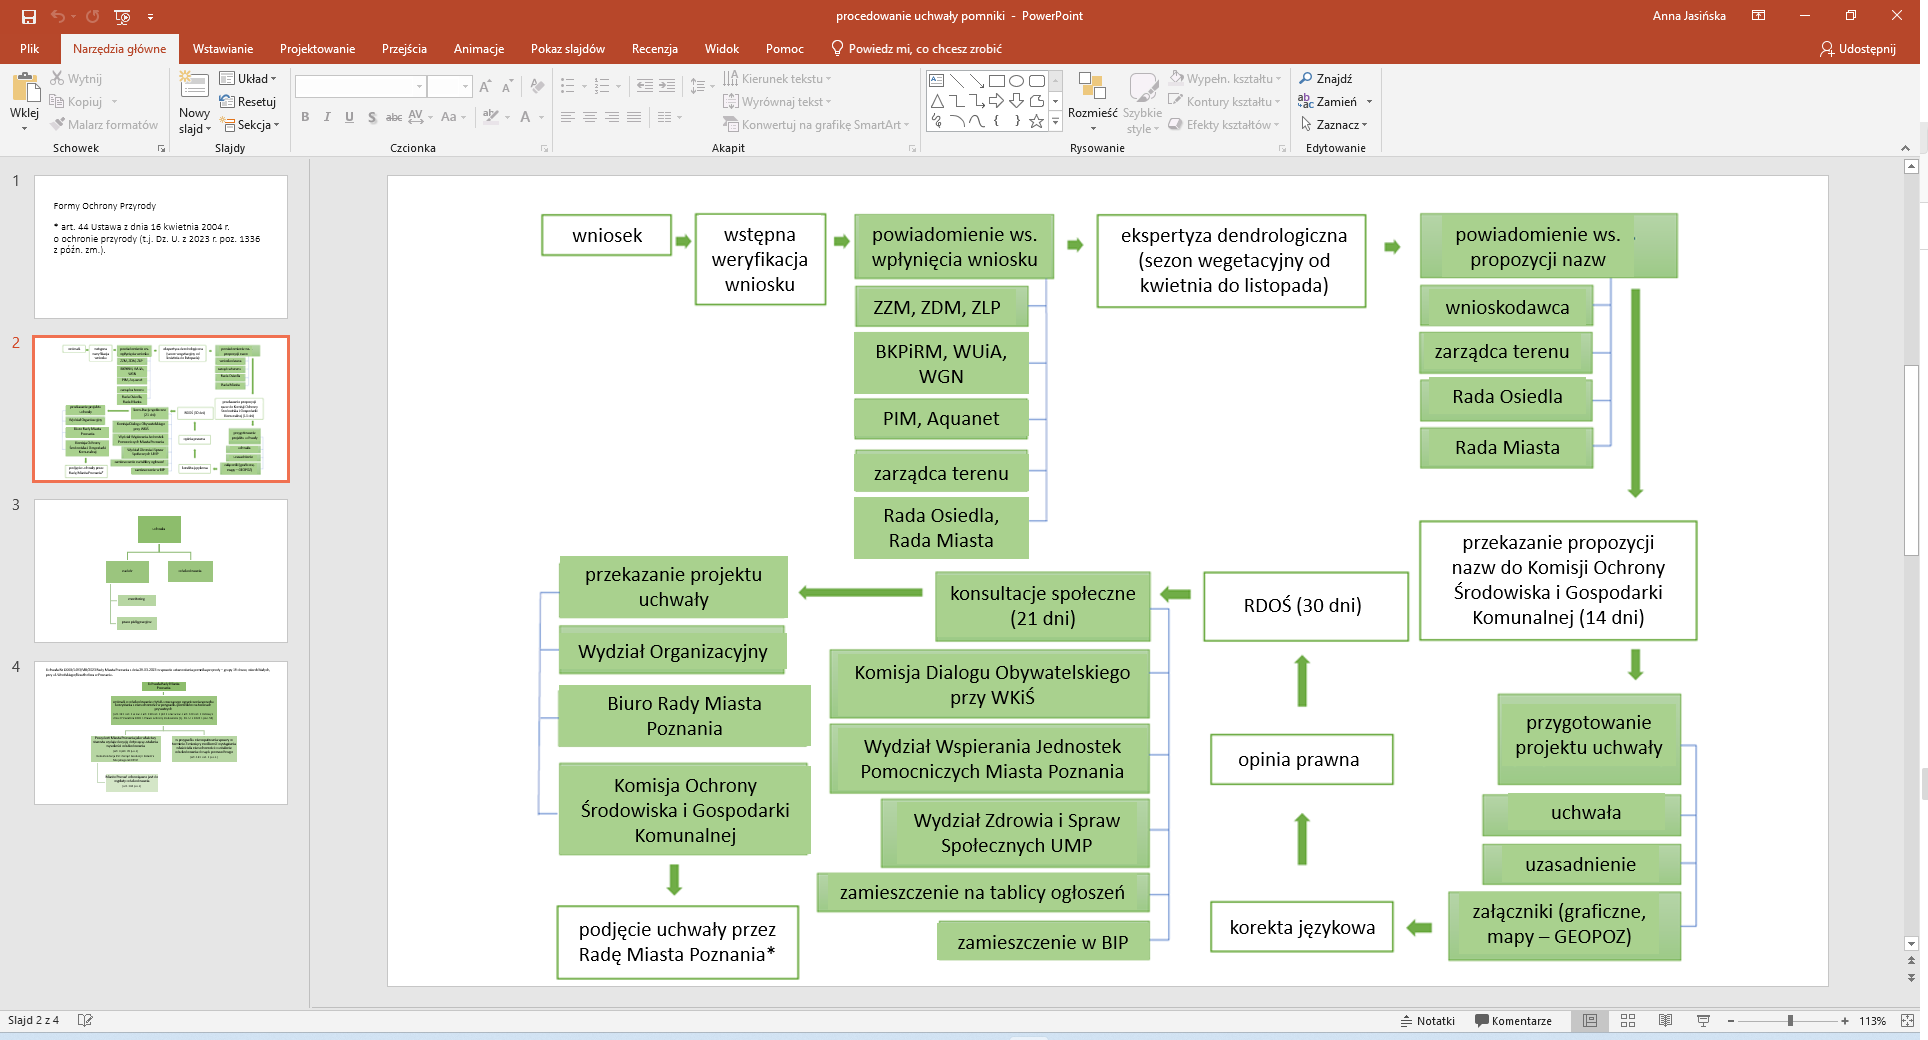 procedowanie uchwały pomniki - PowerPoint
Anna Jasińska
Plik
Narzędzia główne
Wstawianie
Projektowanie
Przejścia
Animacje
Pokaz slajdów
Recenzja
Widok
Pomoc
Powiedz mi, co chcesz zrobić
Udostępnij
Wklej
Wytnij
Kopiuj
Malarz formatów
Schowek
Nowy
slajd
Układ
Resetuj
Sekcja
Slajdy
B I U S abc AV Aa A
Czcionka
Kierunek tekstu
Wyrównaj tekst
Konwertuj na grafikę SmartArt
Akapit
Rozmieść
Szybkie
style
Wypełn. kształtu
Kontury kształtu
Efekty kształtów
Rysowanie
Znajdź
Zamień
Zaznacz
Edytowanie
1
Formy Ochrony Przyrody
* art. 44 Ustawa z dnia 16 kwietnia 2004 r.
o ochronie przyrody (t.j. Dz. U. z 2023 r. poz. 1336
z późn. zm.).
2
3
4
wniosek
wstępna
weryfikacja
wniosku
powiadomienie ws.
wpłynięcia wniosku
ZZM, ZDM, ZLP
BKPiRM, WUiA,
WGN
PIM, Aquanet
zarządca terenu
Rada Osiedla,
Rada Miasta
ekspertyza dendrologiczna
(sezon wegetacyjny od
kwietnia do listopada)
powiadomienie ws.
propozycji nazw
wnioskodawca
zarządca terenu
Rada Osiedla
Rada Miasta
przekazanie propozycji
nazw do Komisji Ochrony
Środowiska i Gospodarki
Komunalnej (14 dni)
przygotowanie
projektu uchwały
uchwała
uzasadnienie
załączniki (graficzne,
mapy – GEOPOZ)
korekta językowa
opinia prawna
RDOŚ (30 dni)
konsultacje społeczne
(21 dni)
Komisja Dialogu Obywatelskiego
przy WKiŚ
Wydział Wspierania Jednostek
Pomocniczych Miasta Poznania
Wydział Zdrowia i Spraw
Społecznych UMP
zamieszczenie na tablicy ogłoszeń
zamieszczenie w BIP
przekazanie projektu
uchwały
Wydział Organizacyjny
Biuro Rady Miasta
Poznania
Komisja Ochrony
Środowiska i Gospodarki
Komunalnej
podjęcie uchwały przez
Radę Miasta Poznania*
Slajd 2 z 4
Notatki
Komentarze
113%